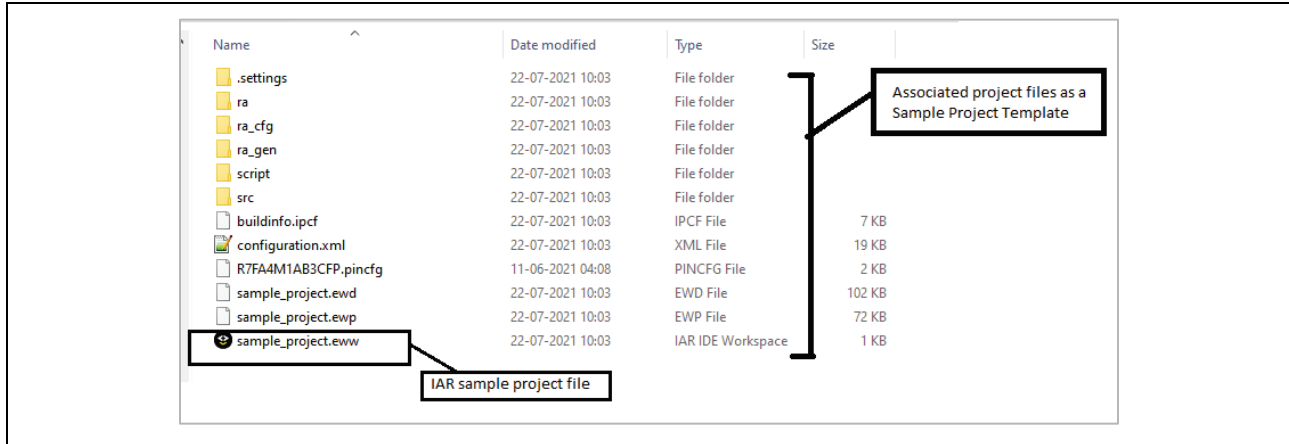 Name Date modified Type Size
.settings 22-07-2021 10:03 File folder
ra 22-07-2021 10:03 File folder
ra_cfg 22-07-2021 10:03 File folder
ra_gen 22-07-2021 10:03 File folder
script 22-07-2021 10:03 File folder
src 22-07-2021 10:03 File folder
buildinfo.ipcf 22-07-2021 10:03 IPCF File 7 KB
configuration.xml 22-07-2021 10:03 XML File 19 KB
R7FA4M1AB3CFP.pincfg 11-06-2021 04:08 PINCFG File 2 KB
sample_project.ewd 22-07-2021 10:03 EWD File 102 KB
sample_project.ewp 22-07-2021 10:03 EWP File 72 KB
sample_project.eww 22-07-2021 10:03 IAR IDE Workspace 1 KB
Associated project files as a
Sample Project Template
IAR sample project file